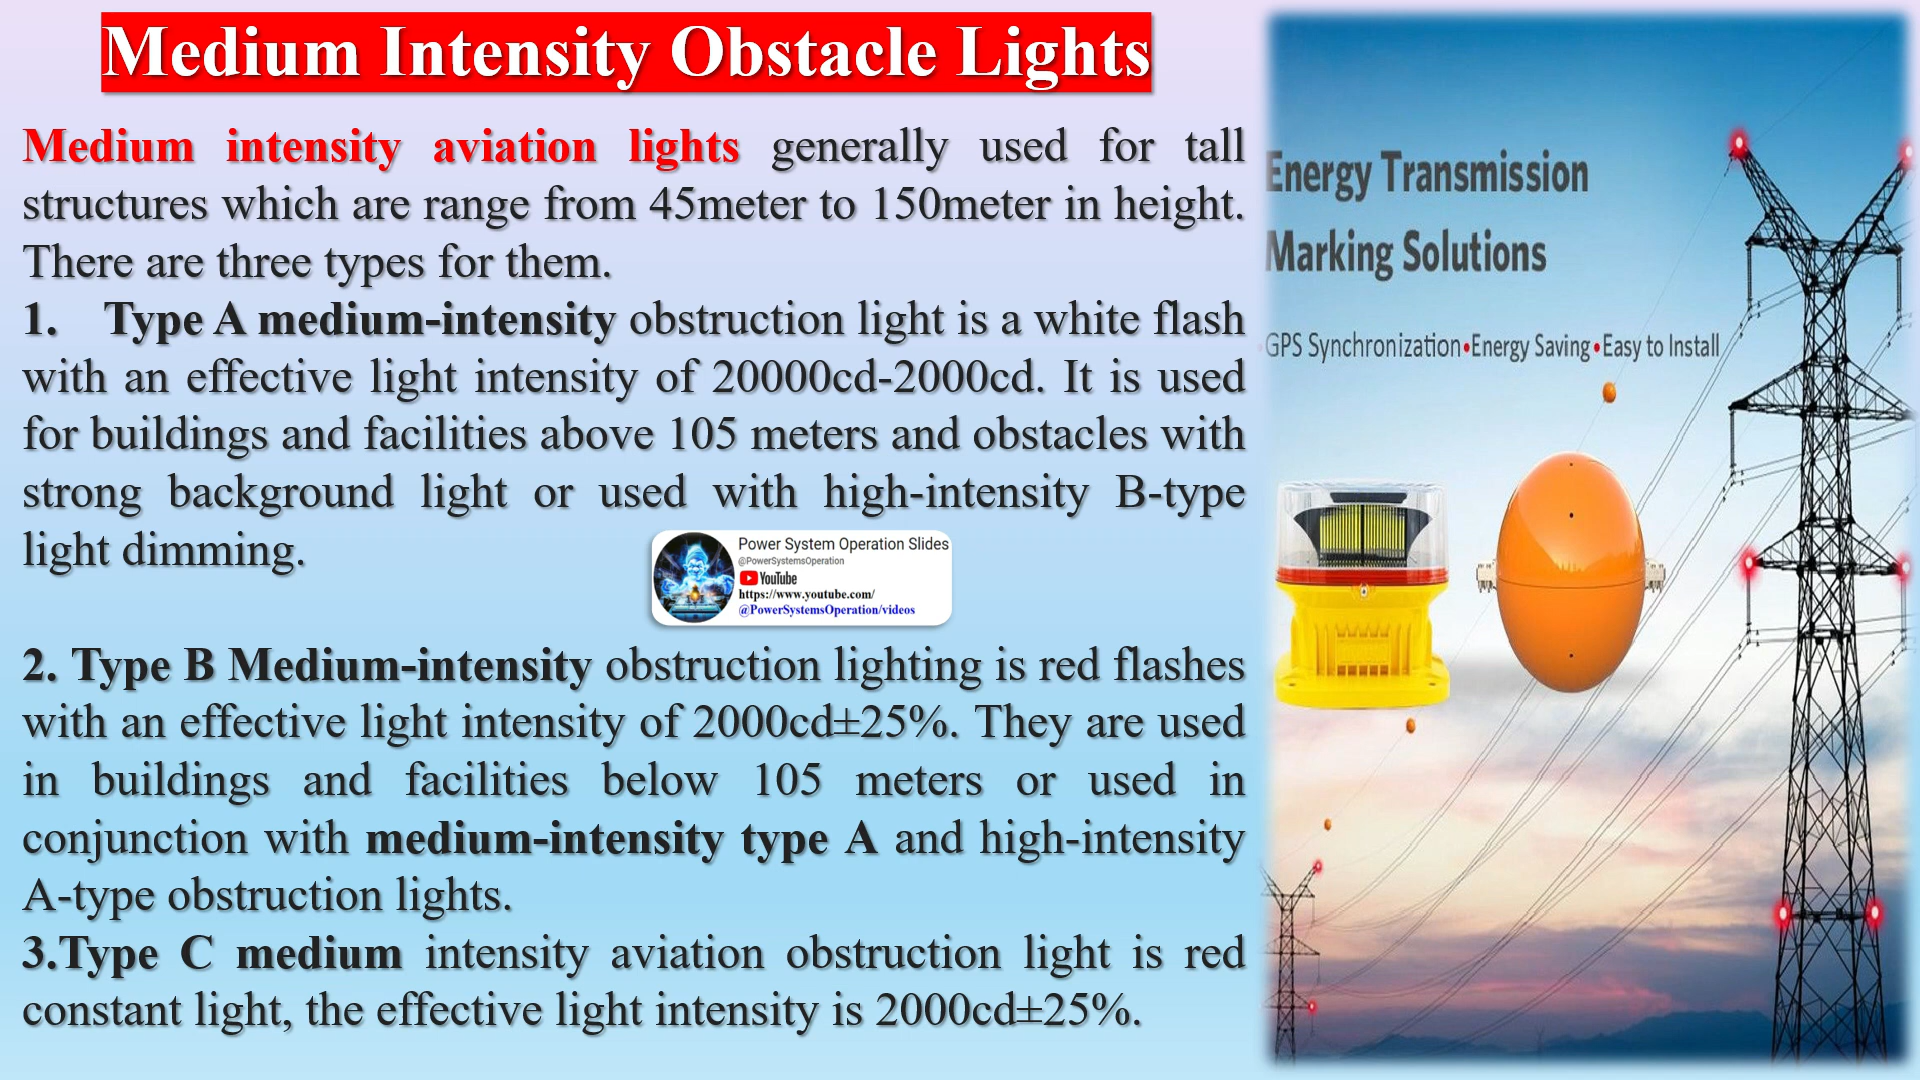 Medium Intensity Obstacle Lights
Medium intensity aviation lights generally used for tall
structures which are range from 45meter to 150meter in height.
There are three types for them.
1. Type A medium-intensity obstruction light is a white flash
with an effective light intensity of 20000cd-2000cd. It is used
for buildings and facilities above 105 meters and obstacles with
strong background light or used with high-intensity B-type
light dimming.
Power System Operation Slides
@PowerSystemsOperation
YouTube
https://www.youtube.com/
@PowerSystemsOperation/videos
2. Type B Medium-intensity obstruction lighting is red flashes
with an effective light intensity of 2000cd±25%. They are used
in buildings and facilities below 105 meters or used in
conjunction with medium-intensity type A and high-intensity
A-type obstruction lights.
3.Type C medium intensity aviation obstruction light is red
constant light, the effective light intensity is 2000cd±25%.
Energy Transmission
Marking Solutions
•GPS Synchronization•Energy Saving•Easy to Install